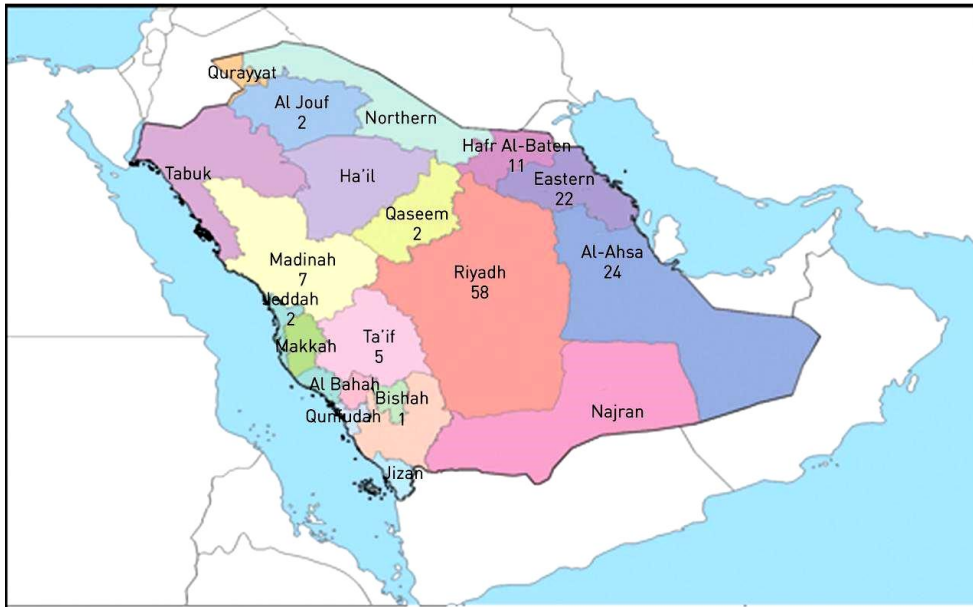 Qurayyat
Al Jouf
2
Northern
Hafr Al-Baten
11
Tabuk
Ha'il
Eastern
22
Qaseem
2
Al-Ahsa
24
Madinah
7
Riyadh
58
Jeddah
2
Makkah
Ta'if
5
Al Bahah
Bishah
1
Qunfudah
Najran
Jizan